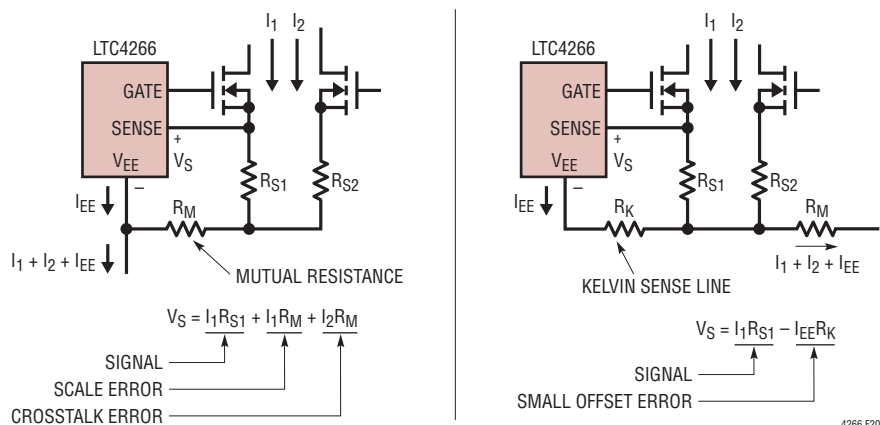 I1 I2
LTC4266
GATE
SENSE
+
VS
VEE
–
RS1
RS2
IEE
RM
I1 + I2 + IEE
MUTUAL RESISTANCE
VS = I1RS1 + I1RM + I2RM
SIGNAL
SCALE ERROR
CROSSTALK ERROR
I1 I2
LTC4266
GATE
SENSE
+
VS
VEE
–
RS1
RS2
IEE
RK
RM
I1 + I2 + IEE
KELVIN SENSE LINE
VS = I1RS1 – IEERK
SIGNAL
SMALL OFFSET ERROR
4266 F20